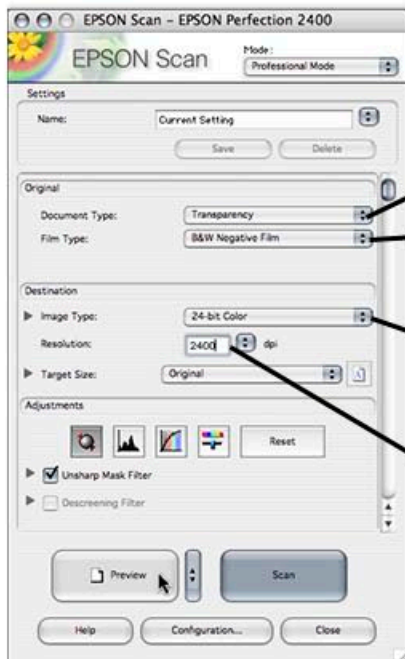 EPSON Scan - EPSON Perfection 2400
EPSON Scan
Mode:
Professional Mode
Settings
Name:
Current Setting
Save
Delete
Original
Document Type:
Transparency
Film Type:
B&W Negative Film
Destination
Image Type:
24-bit Color
Resolution:
2400
dpi
Target Size:
Original
Adjustments
Reset
Unsharp Mask Filter
Descreening Filter
Preview
Scan
Help
Configuration...
Close